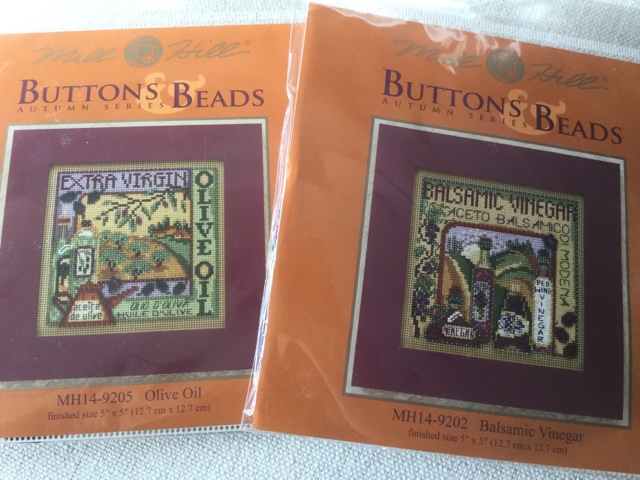 Mill Hill®
BUTTONS & BEADS
AUTUMN SERIES
EXTRA VIRGIN
OLIVE OIL
aceite
de olive
OLIO D'OLIVA
HUILE D'OLIVE
MH14-9205 Olive Oil
finished size 5" x 5" (12.7 cm x 12.7 cm)
Mill Hill®
BUTTONS & BEADS
AUTUMN SERIES
BALSAMIC VINEGAR
ACETO BALSAMICO
DI MODENA
RED
WINE
VINEGAR
VINEGAR
MH14-9202 Balsamic Vinegar
finished size 5" x 5" (12.7 cm x 12.7 cm)